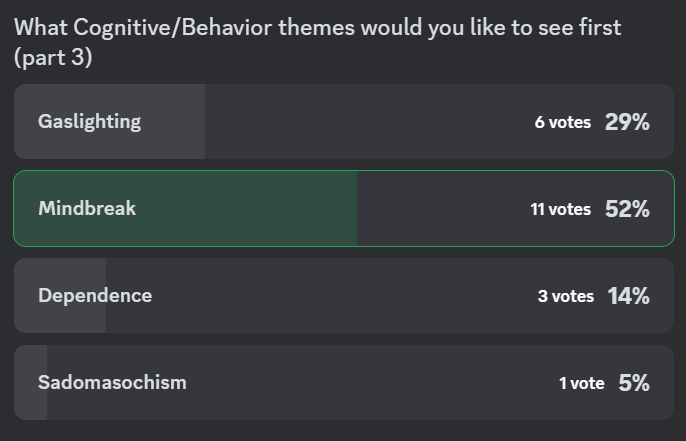 What Cognitive/Behavior themes would you like to see first
(part 3)
Gaslighting 6 votes 29%
Mindbreak 11 votes 52%
Dependence 3 votes 14%
Sadomasochism 1 vote 5%